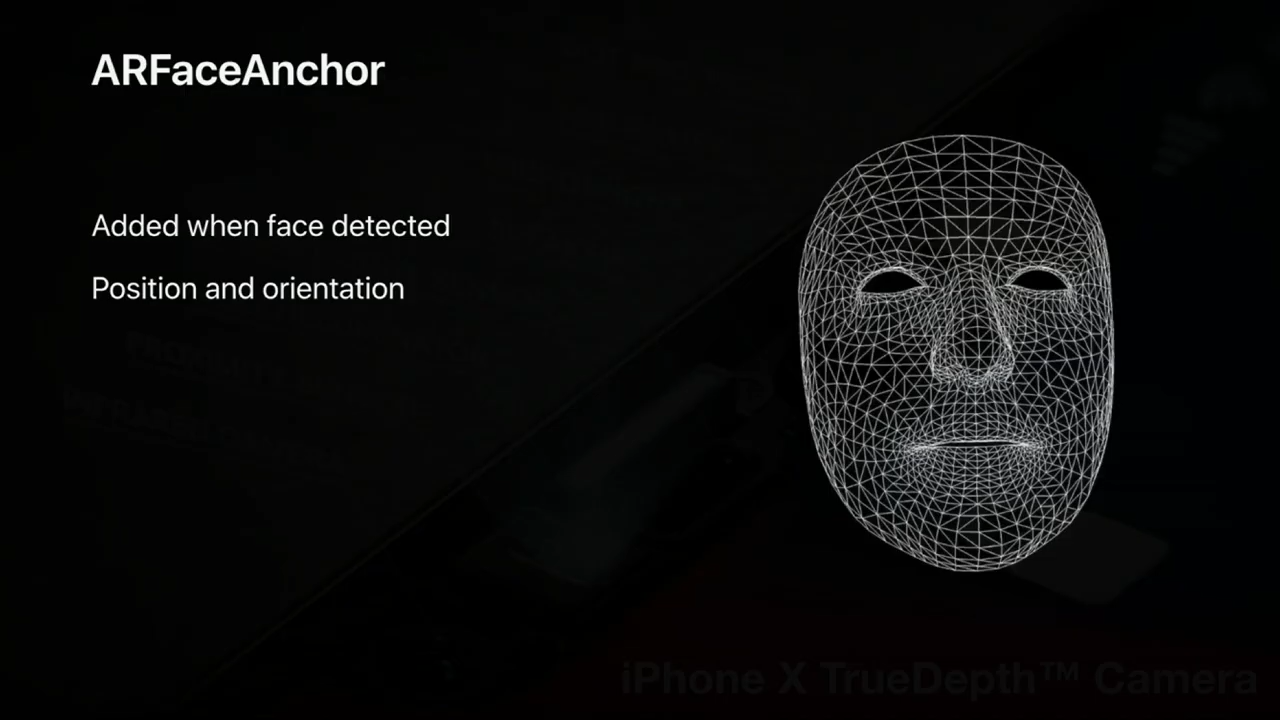 ARFaceAnchor
Added when face detected
Position and orientation
iPhone X TrueDepth™ Camera